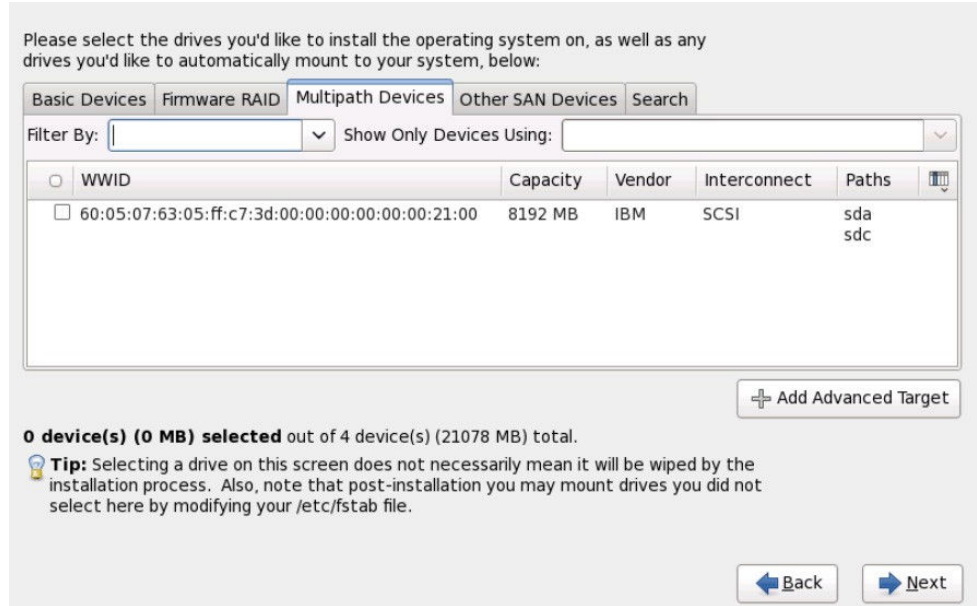 Please select the drives you'd like to install the operating system on, as well as any
drives you'd like to automatically mount to your system, below:
Basic Devices Firmware RAID Multipath Devices Other SAN Devices Search
Filter By: Show Only Devices Using:
WWID Capacity Vendor Interconnect Paths
60:05:07:63:05:ff:c7:3d:00:00:00:00:00:00:21:00 8192 MB IBM SCSI sda
sdc
Add Advanced Target
0 device(s) (0 MB) selected out of 4 device(s) (21078 MB) total.
Tip: Selecting a drive on this screen does not necessarily mean it will be wiped by the
installation process. Also, note that post-installation you may mount drives you did not
select here by modifying your /etc/fstab file.
Back Next